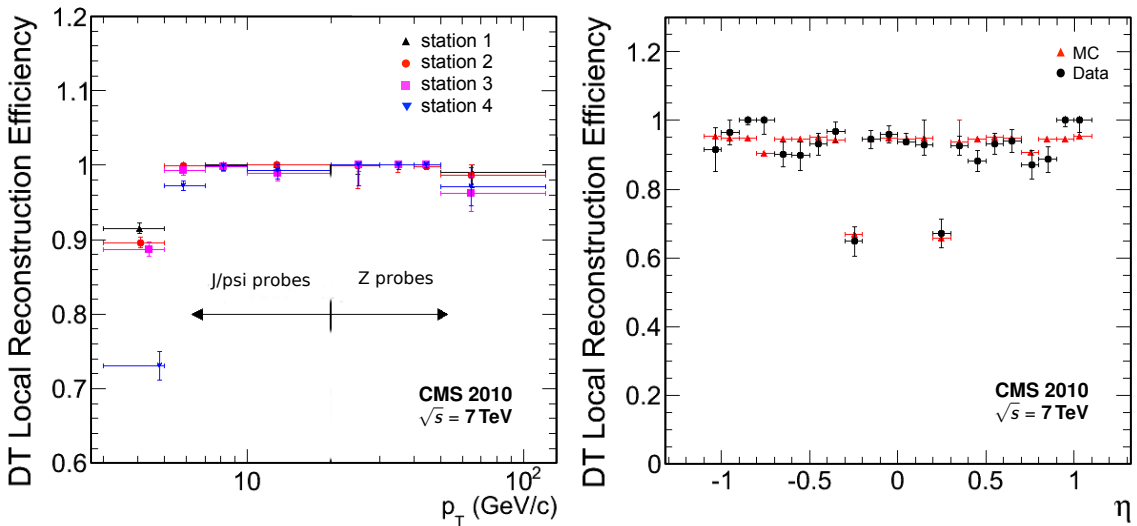 DT Local Reconstruction Efficiency
1.2
1.1
1
0.9
0.8
0.7
0.6
station 1
station 2
station 3
station 4
J/psi probes
Z probes
CMS 2010
√s = 7 TeV
10
10²
p_T (GeV/c)
DT Local Reconstruction Efficiency
1.2
1
0.8
0.6
0.4
0.2
0
MC
Data
CMS 2010
√s = 7 TeV
-1
-0.5
0
0.5
1
η